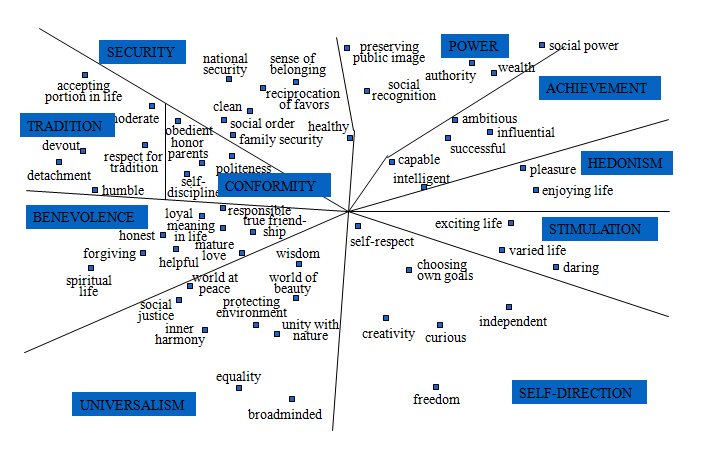 SECURITY
POWER
social power
preserving
public image
national
security
sense of
belonging
authority
wealth
accepting
portion in life
reciprocation
of favors
social
recognition
ACHIEVEMENT
clean
moderate
TRADITION
obedient
social order
healthy
ambitious
influential
devout
honor
parents
family security
successful
respect for
tradition
politeness
capable
HEDONISM
detachment
pleasure
self-
discipline
CONFORMITY
intelligent
humble
enjoying life
BENEVOLENCE
loyal
responsible
true friend-
ship
exciting life
STIMULATION
meaning
in life
honest
self-respect
mature
love
varied life
forgiving
helpful
wisdom
choosing
own goals
daring
spiritual
life
world at
peace
world of
beauty
social
justice
protecting
environment
inner
harmony
unity with
nature
creativity
curious
independent
equality
UNIVERSALISM
broadminded
freedom
SELF-DIRECTION